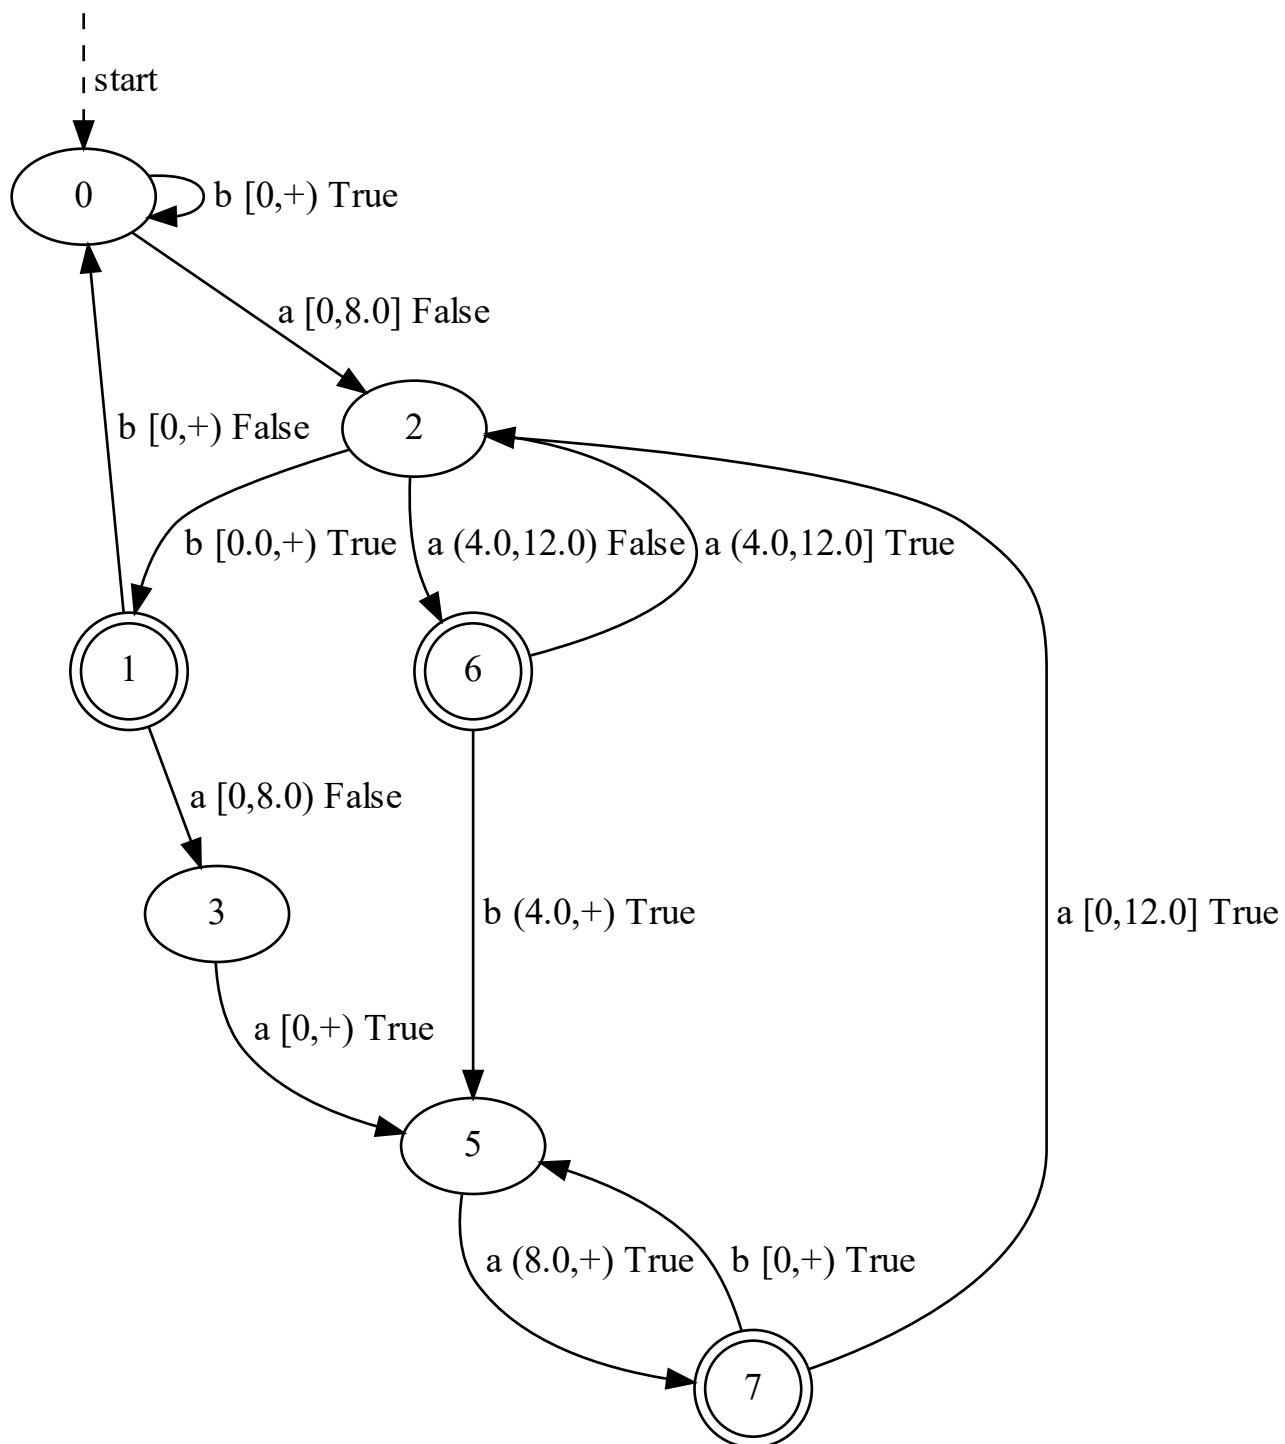 start
0
b [0,+) True
a [0,8.0] False
b [0,+) False
2
b [0.0,+) True
a (4.0,12.0) False
a (4.0,12.0] True
1
6
a [0,8.0) False
3
b (4.0,+) True
a [0,12.0] True
a [0,+) True
5
a (8.0,+) True
b [0,+) True
7